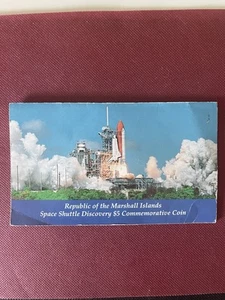 Republic of the Marshall Islands
Space Shuttle Discovery $5 Commemorative Coin